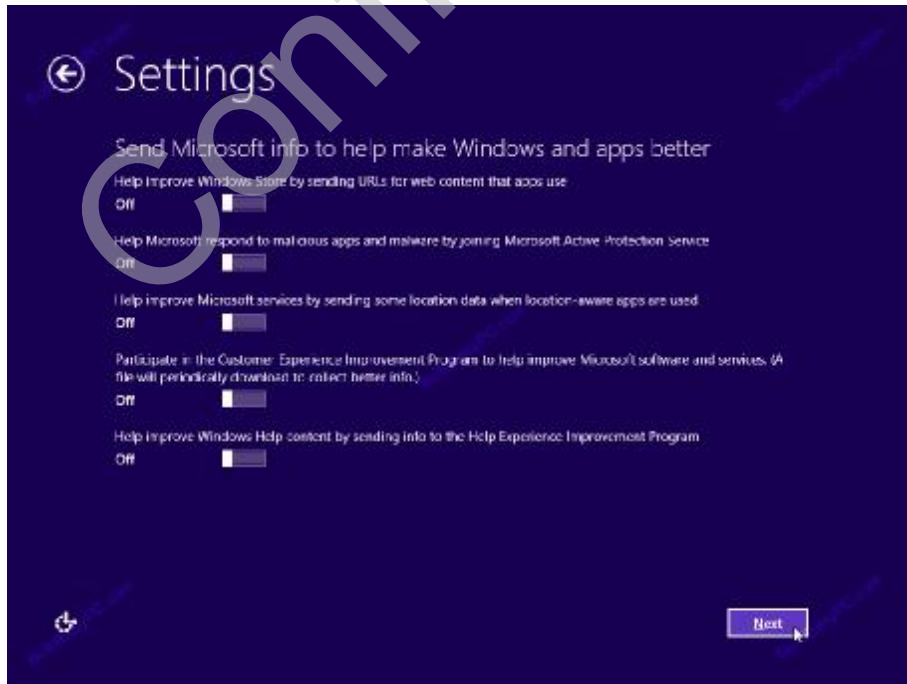 Settings
Send Microsoft info to help make Windows and apps better
Help improve Windows Store by sending URLs for web content that apps use
Off
Help Microsoft respond to malicious apps and malware by joining Microsoft Active Protection Service
Off
Help improve Microsoft services by sending some location data when location-aware apps are used
Off
Participate in the Customer Experience Improvement Program to help improve Microsoft software and services. (A
file will periodically download to collect better info.)
Off
Help improve Windows Help content by sending info to the Help Experience Improvement Program
Off
Next